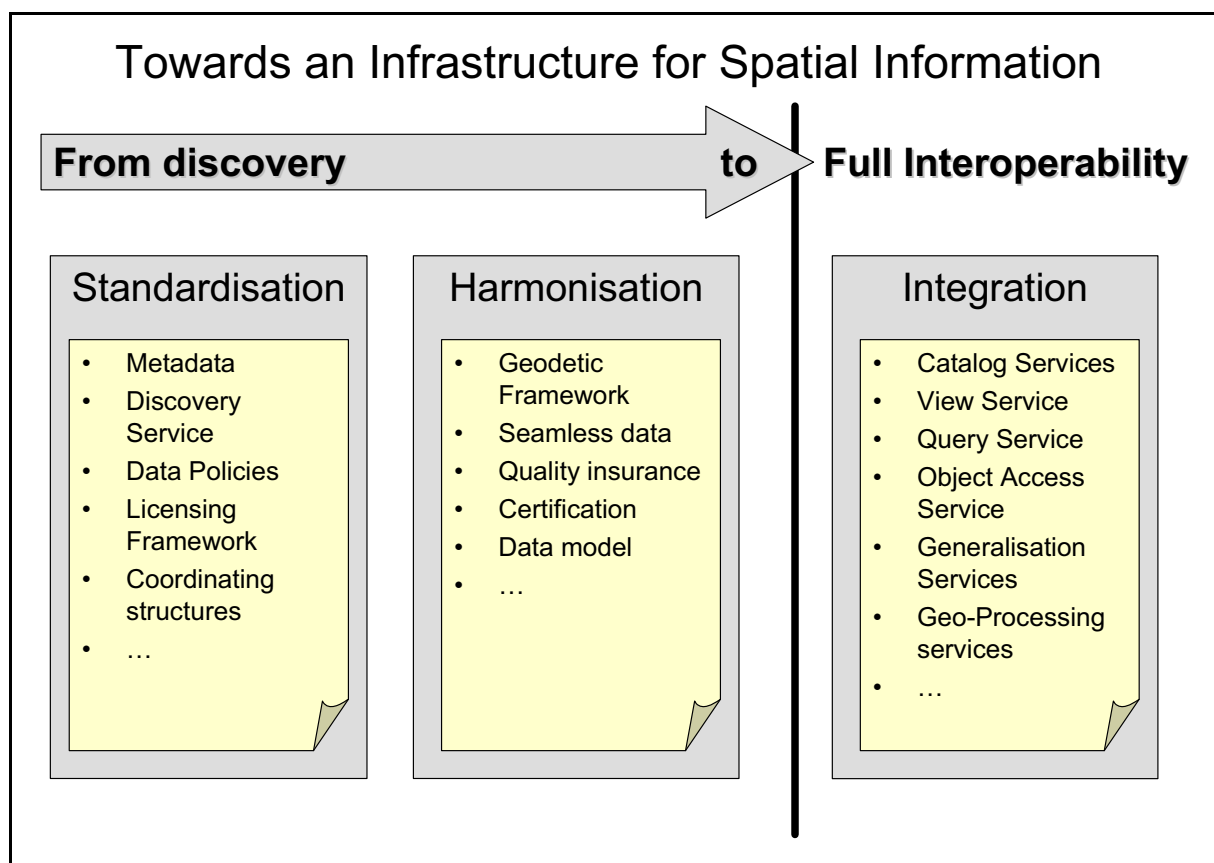 Towards an Infrastructure for Spatial Information
From discovery to Full Interoperability
Standardisation
• Metadata
• Discovery
Service
• Data Policies
• Licensing
Framework
• Coordinating
structures
• …
Harmonisation
• Geodetic
Framework
• Seamless data
• Quality insurance
• Certification
• Data model
• …
Integration
• Catalog Services
• View Service
• Query Service
• Object Access
Service
• Generalisation
Services
• Geo-Processing
services
• …